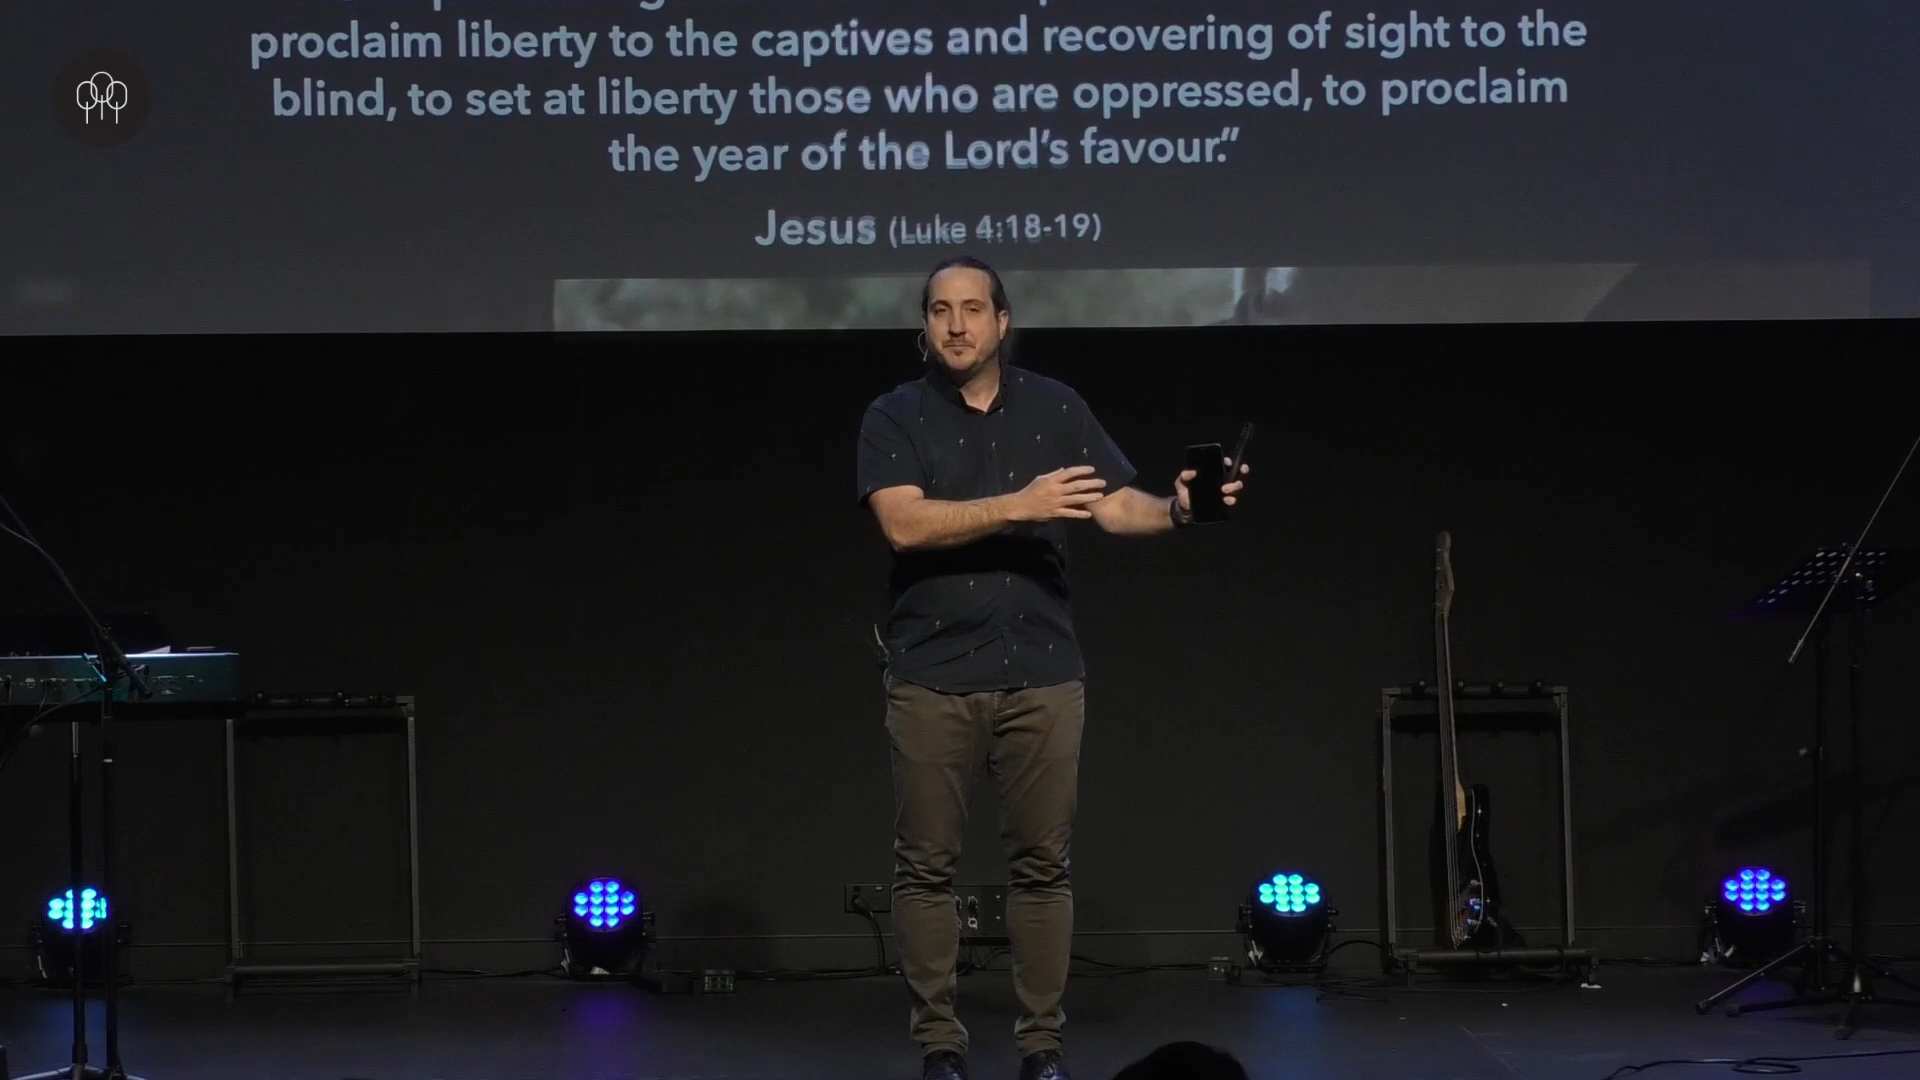 proclaim liberty to the captives and recovering of sight to the
blind, to set at liberty those who are oppressed, to proclaim
the year of the Lord's favour.”
Jesus (Luke 4:18-19)